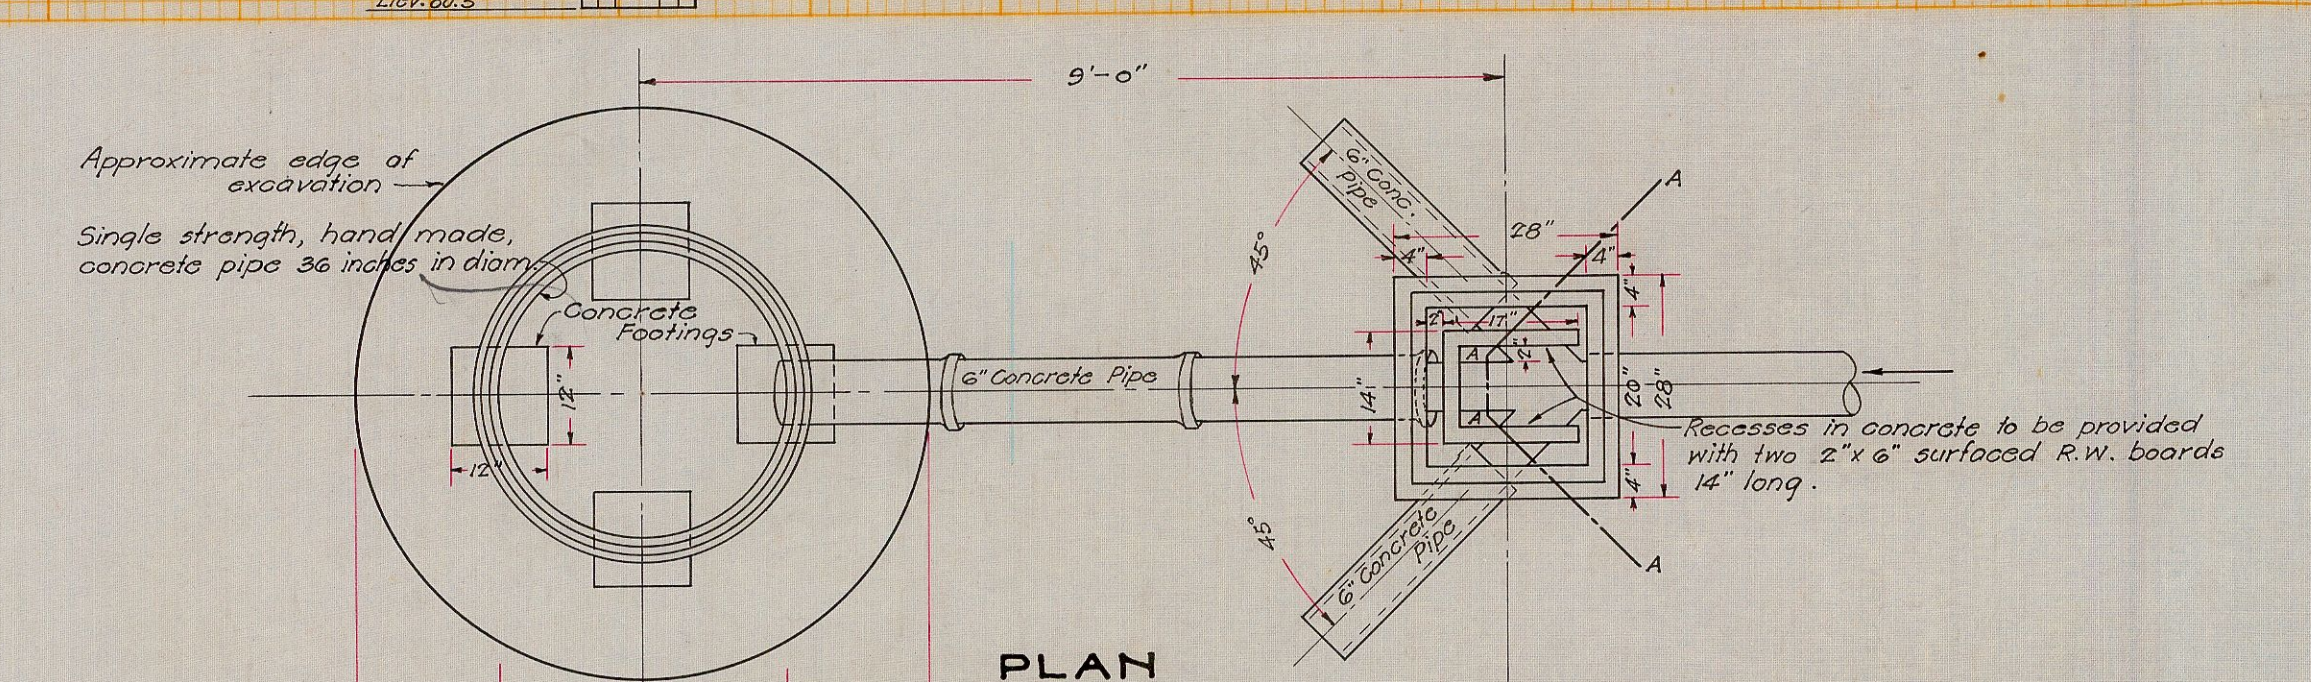 Elev. 60.5
9'-0"
Approximate edge of
excavation
Single strength, hand made,
concrete pipe 36 inches in diam.
Concrete
Footings
12"
12"
6" Concrete Pipe
6" Conc.
Pipe
45°
45°
6" Concrete
Pipe
A
28"
4"
4"
4"
2"
17"
A
2"
14"
A
20"
28"
4"
A
Recesses in concrete to be provided
with two 2" x 6" surfaced R.W. boards
14" long.
PLAN